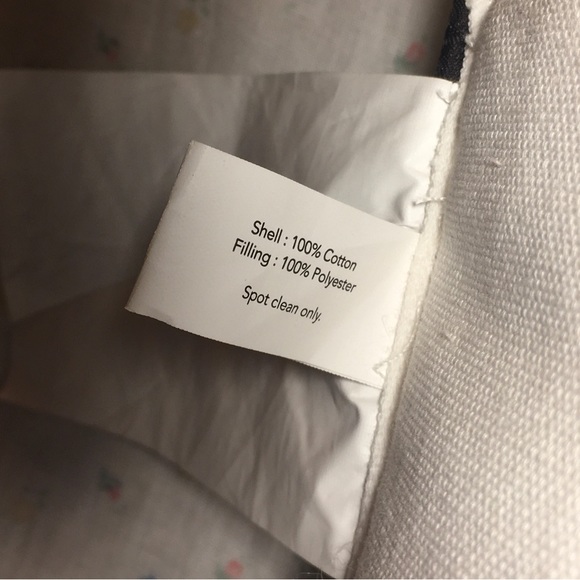 Shell : 100% Cotton
Filling : 100% Polyester
Spot clean only.